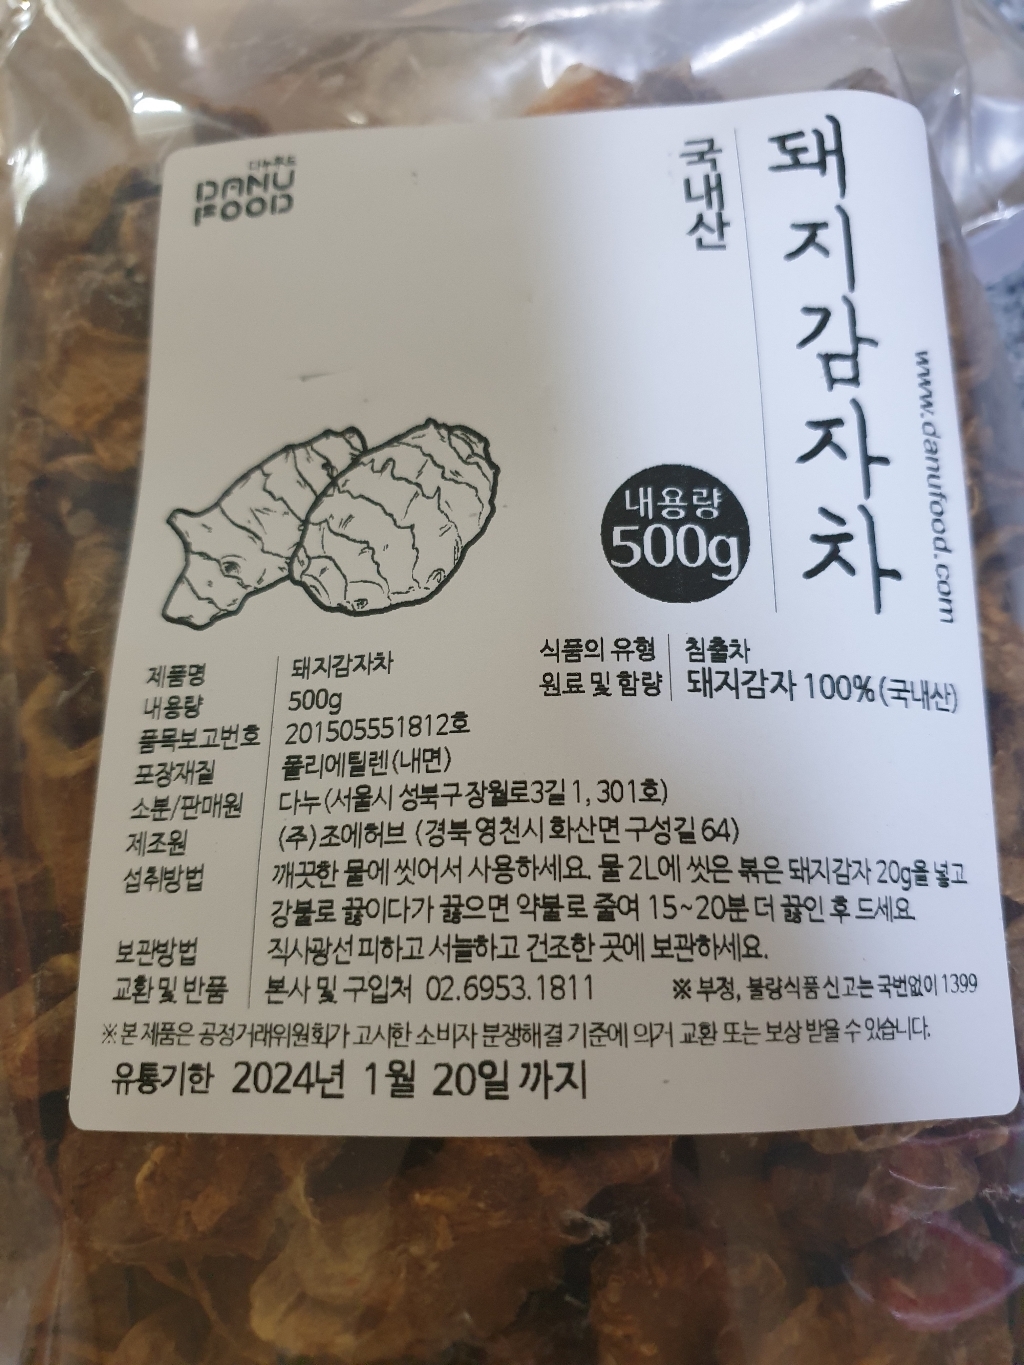 다누푸드
DANU
FOOD
국내산
돼지감자차
www.danufood.com
내용량
500g
제품명 돼지감자차
내용량 500g
품목보고번호 201505551812호
포장재질 폴리에틸렌(내면)
소분/판매원 다누(서울시 성북구 장월로3길 1, 301호)
제조원 (주)조에허브 (경북 영천시 화산면 구성길 64)
섭취방법 깨끗한 물에 씻어서 사용하세요. 물 2L에 씻은 볶은 돼지감자 20g을 넣고
강불로 끓이다가 끓으면 약불로 줄여 15~20분 더 끓인 후 드세요
보관방법 직사광선 피하고 서늘하고 건조한 곳에 보관하세요.
교환 및 반품 본사 및 구입처 02.6953.1811
식품의 유형 침출차
원료 및 함량 돼지감자 100%(국내산)
※ 부정, 불량식품 신고는 국번없이 1399
※ 본 제품은 공정거래위원회가 고시한 소비자 분쟁해결 기준에 의거 교환 또는 보상 받을 수 있습니다.
유통기한 2024년 1월 20일 까지